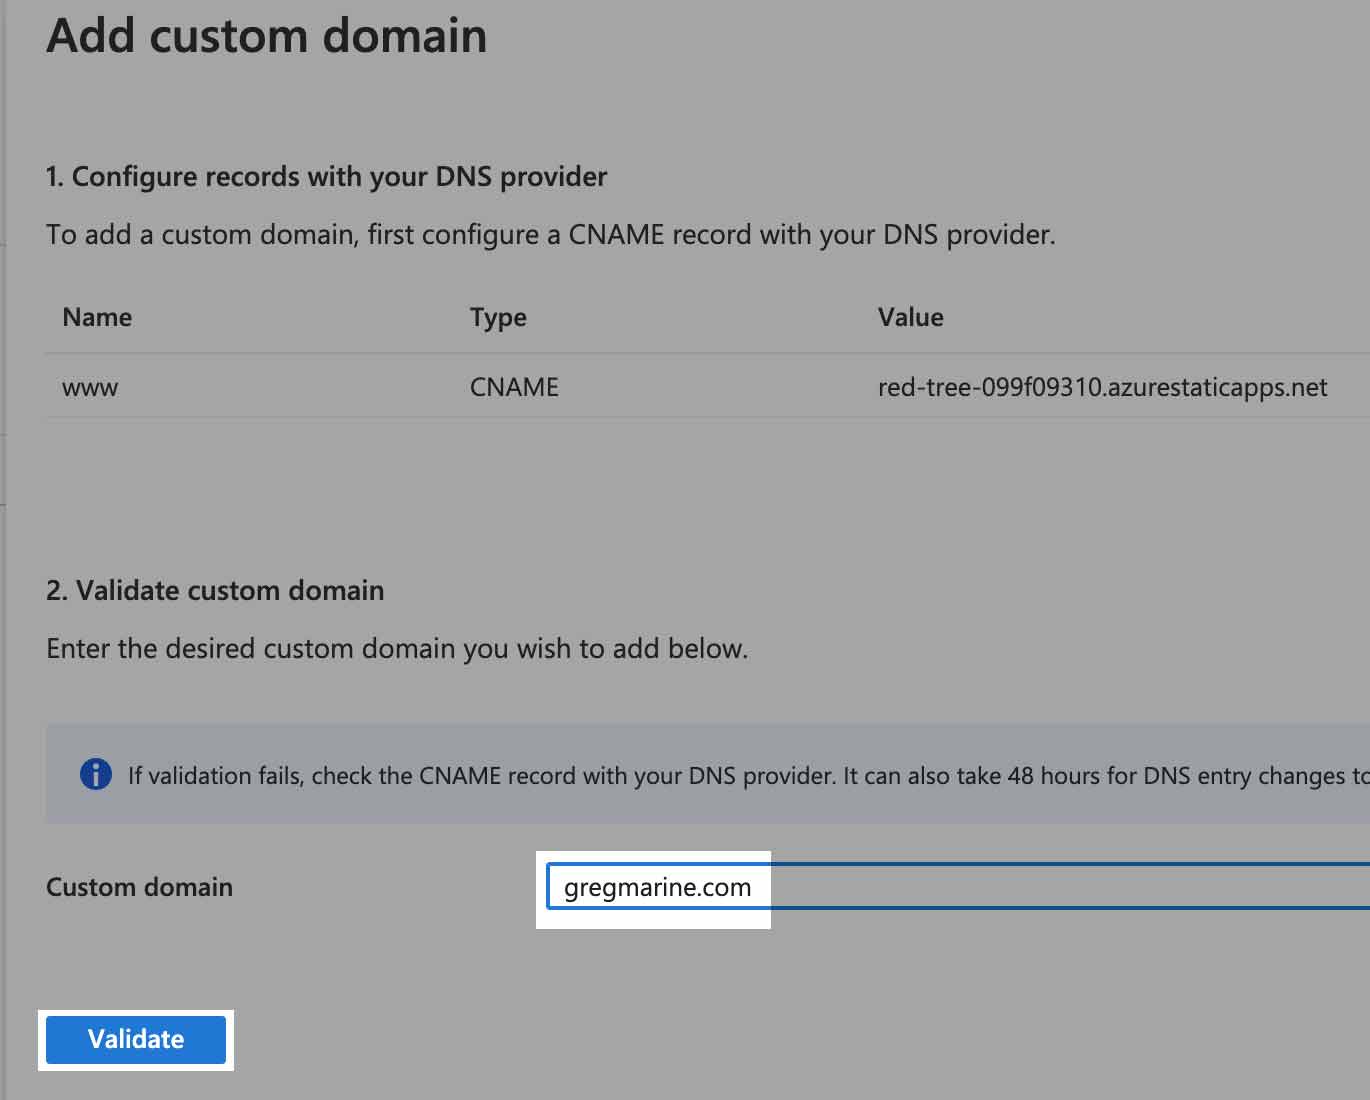 Add custom domain
1. Configure records with your DNS provider
To add a custom domain, first configure a CNAME record with your DNS provider.
Name Type Value
www CNAME red-tree-099f09310.azurestaticapps.net
2. Validate custom domain
Enter the desired custom domain you wish to add below.
If validation fails, check the CNAME record with your DNS provider. It can also take 48 hours for DNS entry changes to
Custom domain gregmarine.com
Validate